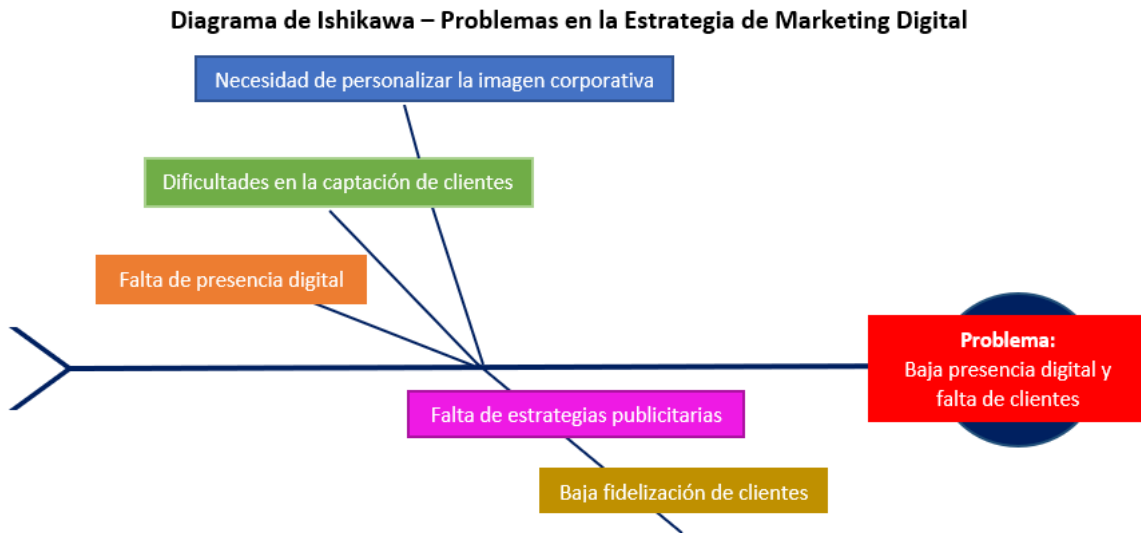 Diagrama de Ishikawa – Problemas en la Estrategia de Marketing Digital
Necesidad de personalizar la imagen corporativa
Dificultades en la captación de clientes
Falta de presencia digital
Problema:
Baja presencia digital y
falta de clientes
Falta de estrategias publicitarias
Baja fidelización de clientes